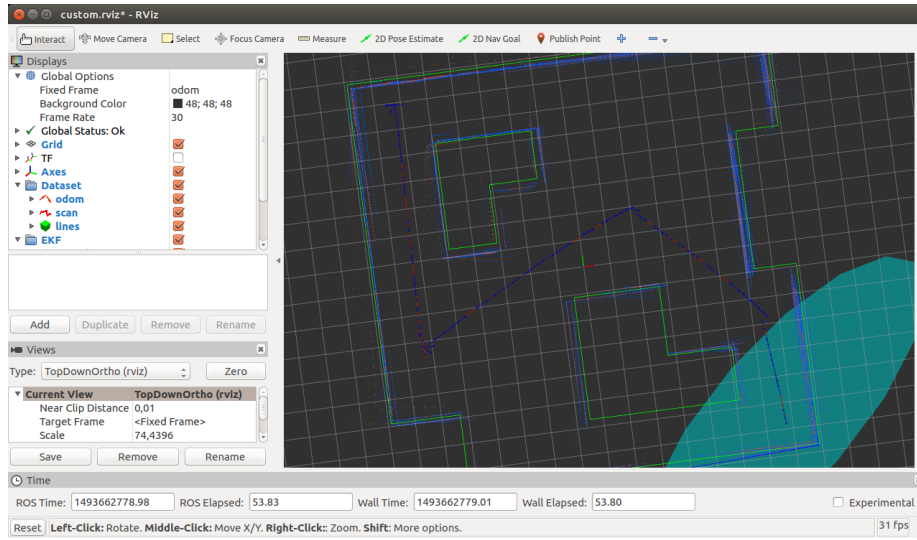 custom.rviz* - RViz
Interact Move Camera Select Focus Camera Measure 2D Pose Estimate 2D Nav Goal Publish Point
Displays
Global Options
Fixed Frame odom
Background Color 48; 48; 48
Frame Rate 30
Global Status: Ok
Grid
TF
Axes
Dataset
odom
scan
lines
EKF
Add Duplicate Remove Rename
Views
Type: TopDownOrtho (rviz) Zero
Current View TopDownOrtho (rviz)
Near Clip Distance 0,01
Target Frame <Fixed Frame>
Scale 74,4396
Save Remove Rename
Time
ROS Time: 1493662778.98 ROS Elapsed: 53.83 Wall Time: 1493662779.01 Wall Elapsed: 53.80 Experimental
Reset Left-Click: Rotate. Middle-Click: Move X/Y. Right-Click:: Zoom. Shift: More options. 31 fps